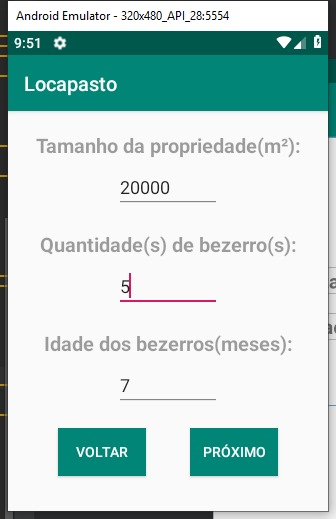 Android Emulator - 320x480_API_28:5554
9:51
Locapasto
Tamanho da propriedade(m²):
20000
Quantidade(s) de bezerro(s):
5
Idade dos bezerros(meses):
7
VOLTAR PRÓXIMO